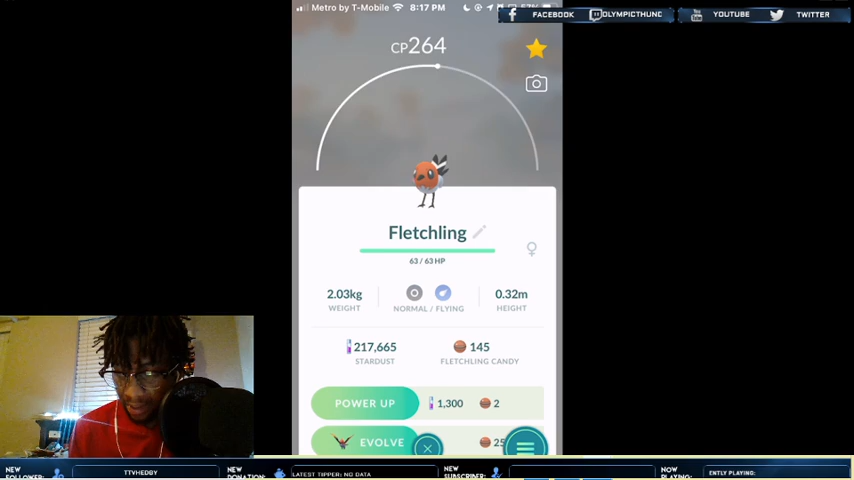 Metro by T-Mobile 8:17 PM
FACEBOOK
OLYMPICTHUNC
YOUTUBE
TWITTER
CP264
Fletchling
63 / 63 HP
2.03kg
WEIGHT
NORMAL / FLYING
0.32m
HEIGHT
217,665
STARDUST
145
FLETCHLING CANDY
POWER UP
1,300
2
EVOLVE
25
NEW
FOLLOWER:
TTVHEDBY
NEW
DONATION:
LATEST TIPPER: NO DATA
NEW
SUBSCRIBER:
NOW
PLAYING:
ENTLY PLAYING: